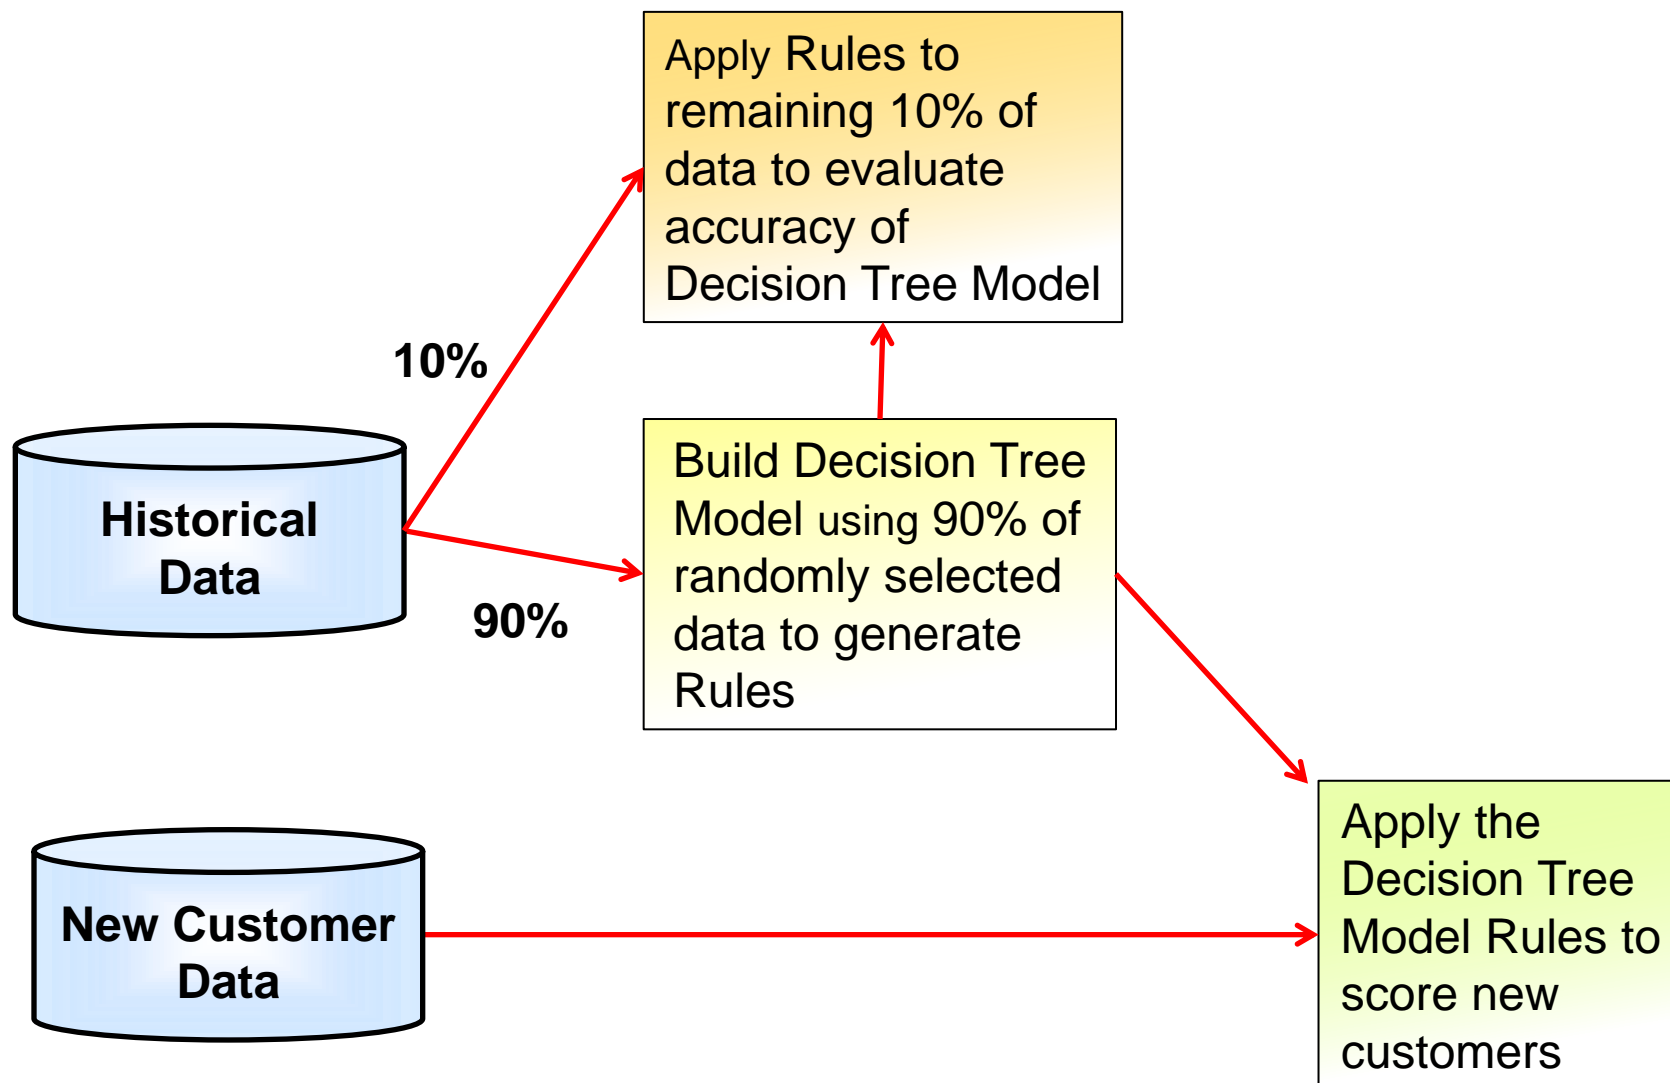 Apply Rules to
remaining 10% of
data to evaluate
accuracy of
Decision Tree Model
10%
Historical
Data
90%
Build Decision Tree
Model using 90% of
randomly selected
data to generate
Rules
New Customer
Data
Apply the
Decision Tree
Model Rules to
score new
customers